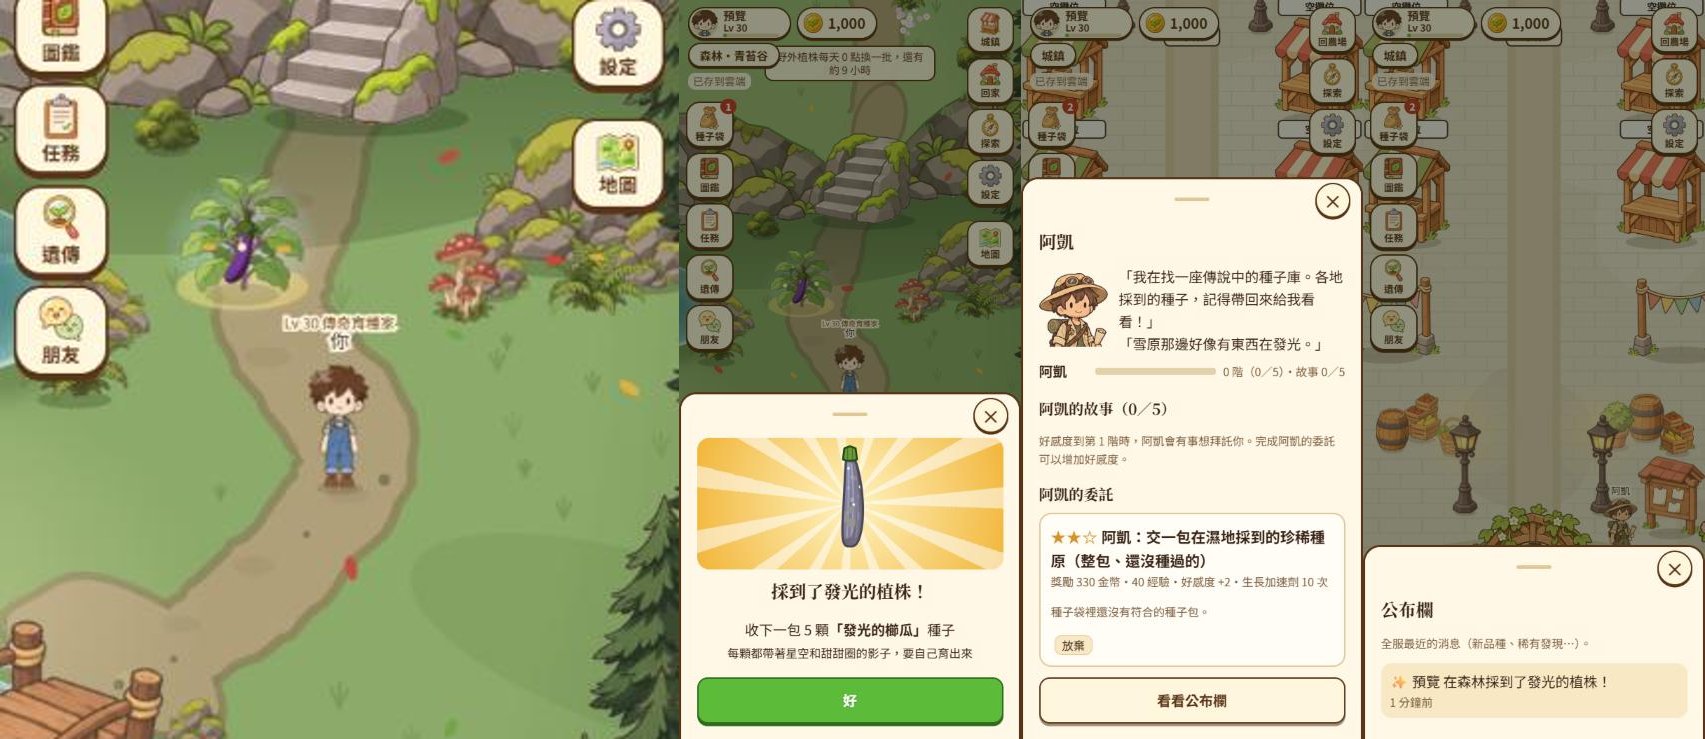 圖鑑
任務
遺傳
朋友
設定
地圖
Lv 30 傳奇育種家
你
預覽
Lv 30
1,000
森林・青苔谷
野外植株每天 0 點換一批，還有
約 9 小時
已存到雲端
1
種子袋
圖鑑
任務
遺傳
朋友
城鎮
回家
探索
設定
地圖
Lv 30 傳奇育種家
你
採到了發光的植株！
收下一包 5 顆「發光的櫛瓜」種子
每顆都帶著星空和甜甜圈的影子，要自己育出來
好
預覽
Lv 30
1,000
城鎮
已存到雲端
2
種子袋
回農場
探索
設定
阿凱
「我在找一座傳說中的種子庫。各地
採到的種子，記得帶回來給我看
看！」
「雪原那邊好像有東西在發光。」
阿凱
0 階（0／5）・故事 0／5
阿凱的故事（0／5）
好感度到第 1 階時，阿凱會有事想拜託你。完成阿凱的委託
可以增加好感度。
阿凱的委託
★★☆ 阿凱：交一包在濕地採到的珍稀種
原（整包、還沒種過的）
獎勵 330 金幣・40 經驗・好感度 +2・生長加速劑 10 次
種子袋裡還沒有符合的種子包。
放棄
看看公布欄
預覽
Lv 30
1,000
城鎮
已存到雲端
2
種子袋
圖鑑
任務
遺傳
朋友
回農場
探索
設定
阿凱
公布欄
全服最近的消息（新品種、稀有發現…）。
✨ 預覽 在森林採到了發光的植株！
1 分鐘前